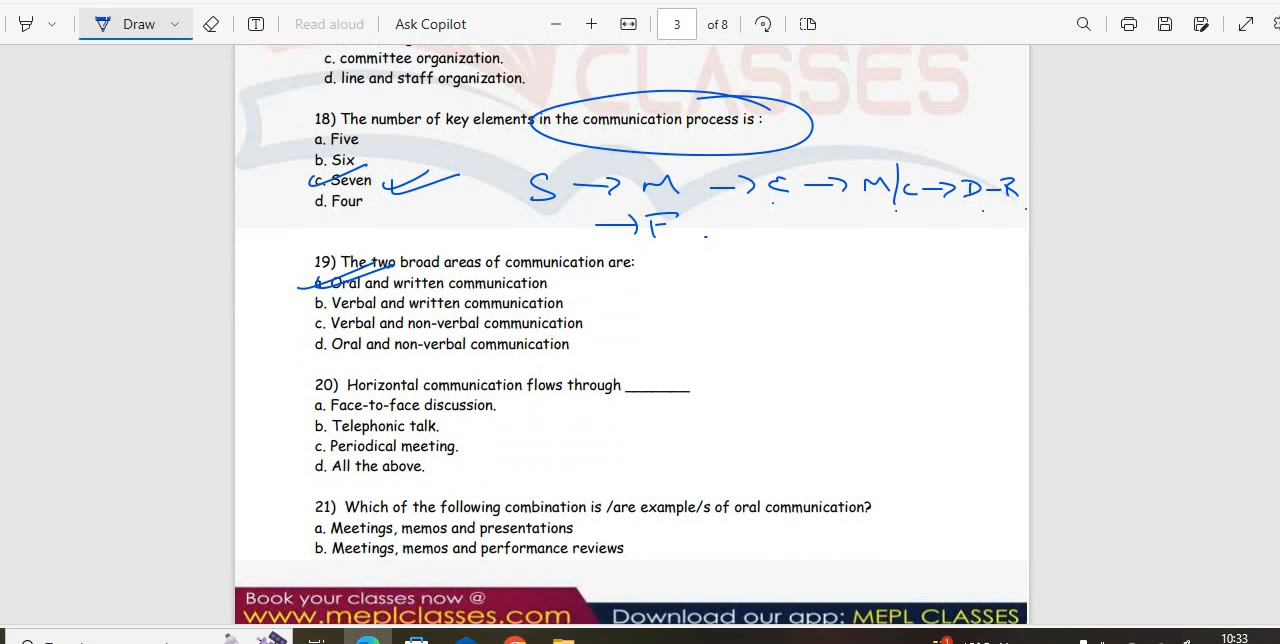 Draw
Read aloud
Ask Copilot
3
of 8
CLASSES
c. committee organization.
d. line and staff organization.
18) The number of key elements in the communication process is :
a. Five
b. Six
c. Seven
d. Four
S → M → E → M/C → D-R
→ F
19) The two broad areas of communication are:
a. Oral and written communication
b. Verbal and written communication
c. Verbal and non-verbal communication
d. Oral and non-verbal communication
20) Horizontal communication flows through _______
a. Face-to-face discussion.
b. Telephonic talk.
c. Periodical meeting.
d. All the above.
21) Which of the following combination is /are example/s of oral communication?
a. Meetings, memos and presentations
b. Meetings, memos and performance reviews
Book your classes now @
www.meplclasses.com
Download our app: MEPL CLASSES
10:33